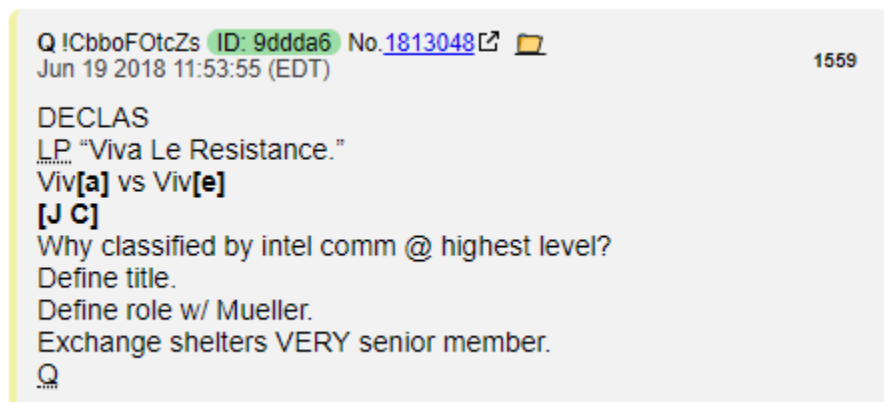 Q !CbboFOtcZs ID: 9ddda6 No.1813048
Jun 19 2018 11:53:55 (EDT)
1559
DECLAS
LP “Viva Le Resistance.”
Viv[a] vs Viv[e]
[J C]
Why classified by intel comm @ highest level?
Define title.
Define role w/ Mueller.
Exchange shelters VERY senior member.
Q